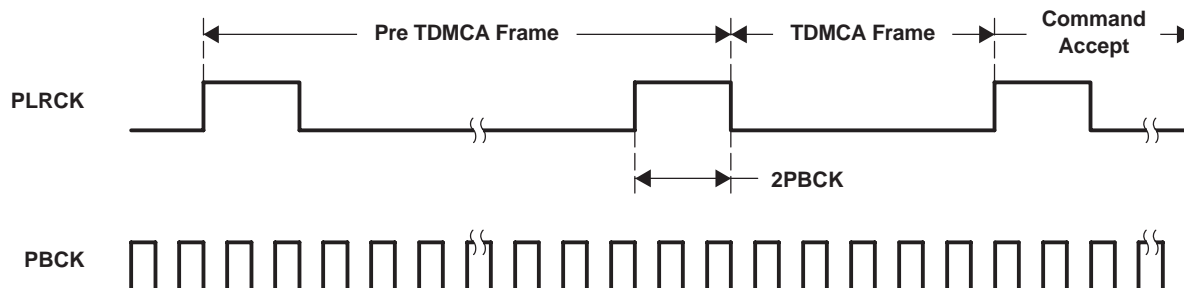 Pre TDMCA Frame
TDMCA Frame
Command
Accept
PLRCK
2PBCK
PBCK